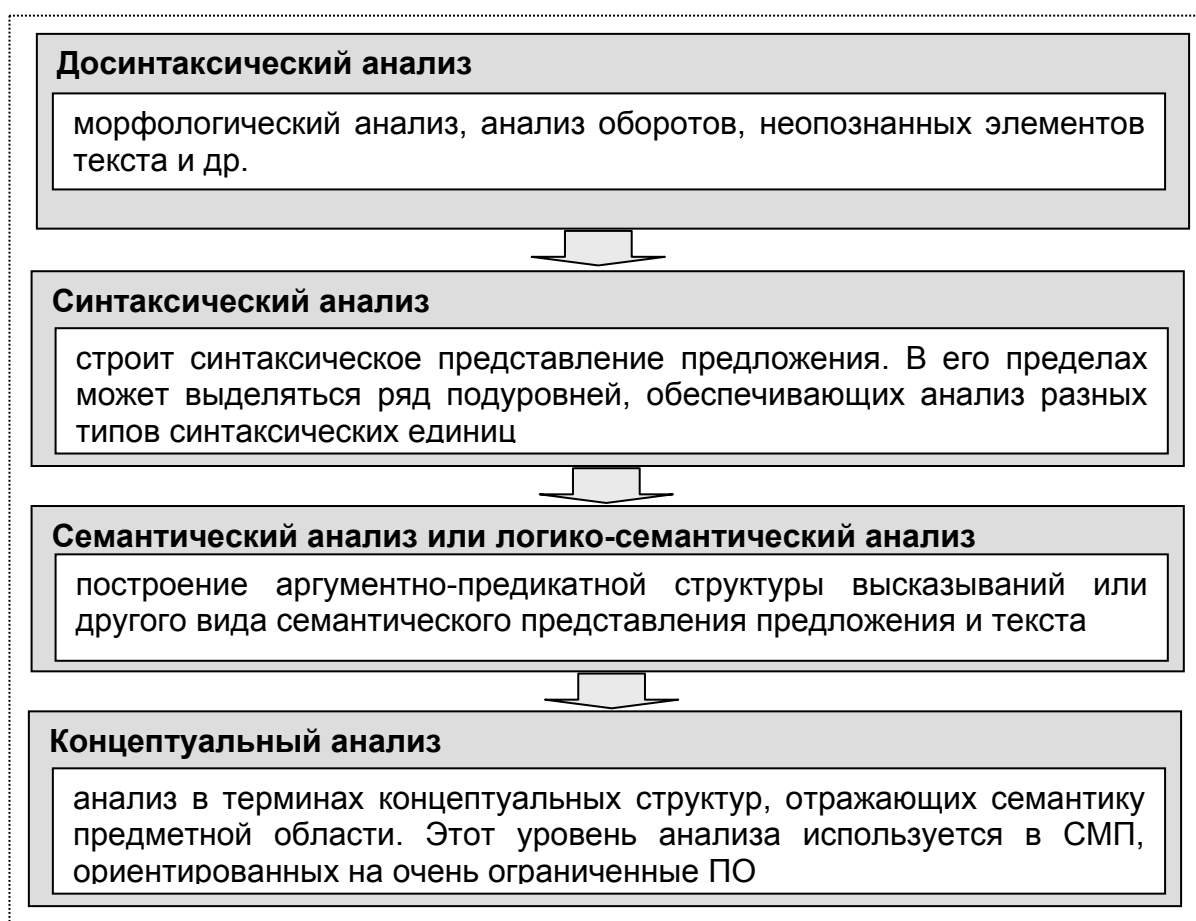 Досинтаксический анализ
морфологический анализ, анализ оборотов, неопознанных элементов
текста и др.
Синтаксический анализ
строит синтаксическое представление предложения. В его пределах
может выделяться ряд подуровней, обеспечивающих анализ разных
типов синтаксических единиц
Семантический анализ или логико-семантический анализ
построение аргументно-предикатной структуры высказываний или
другого вида семантического представления предложения и текста
Концептуальный анализ
анализ в терминах концептуальных структур, отражающих семантику
предметной области. Этот уровень анализа используется в СМП,
ориентированных на очень ограниченные ПО